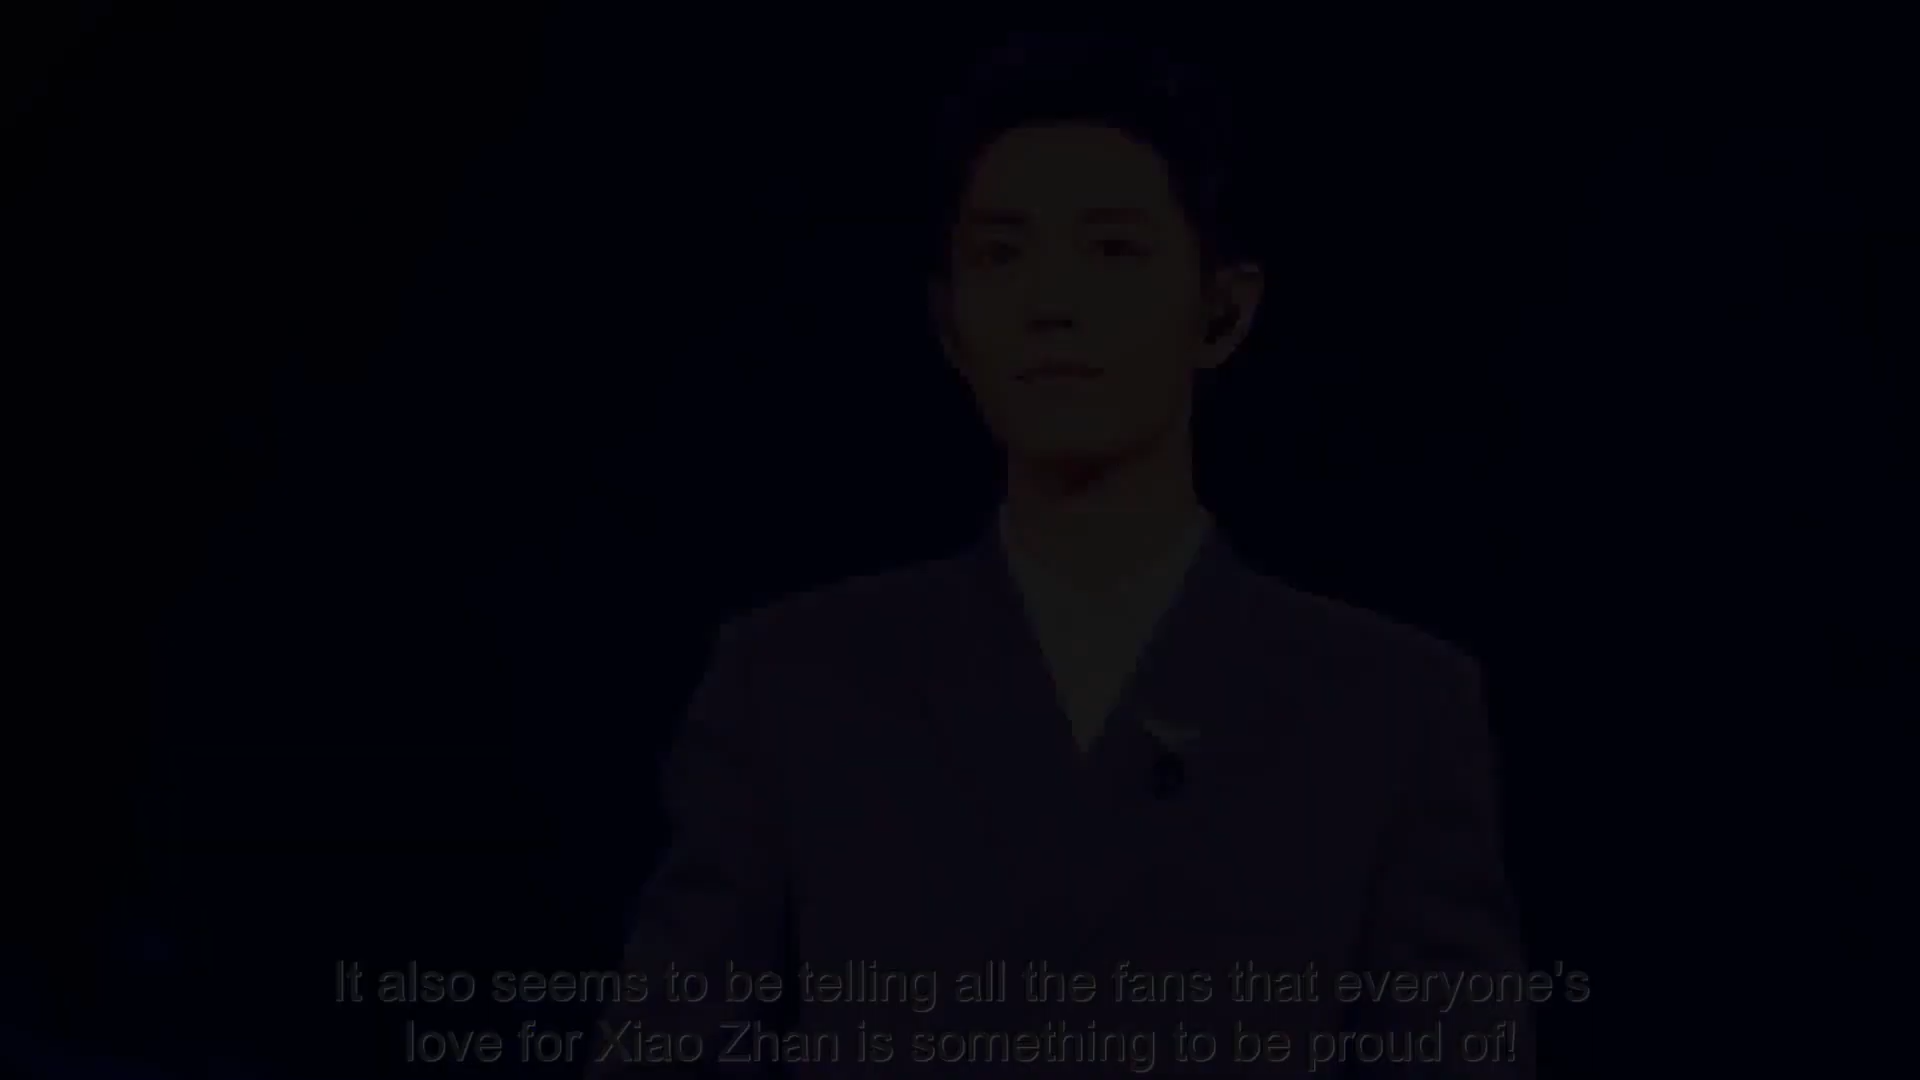 It also seems to be telling all the fans that everyone's
love for Xiao Zhan is something to be proud of!